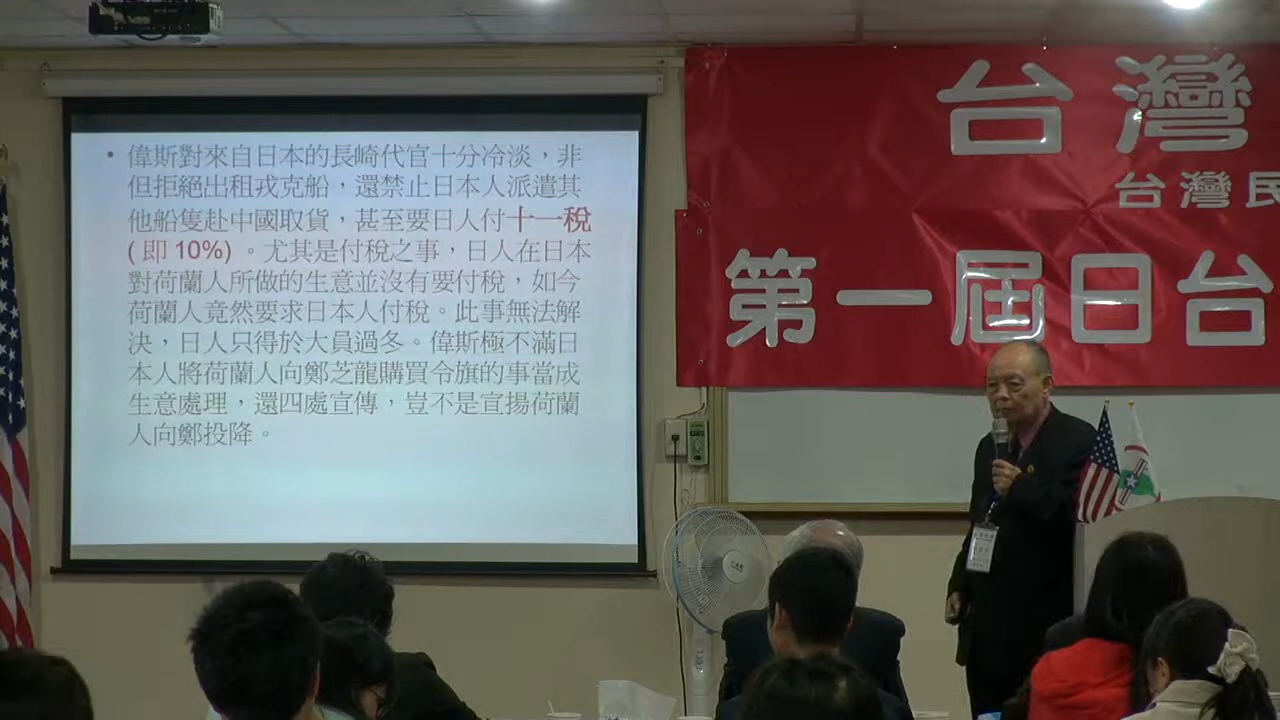 • 偉斯對來自日本的長崎代官十分冷淡，非
但拒絕出租戎克船，還禁止日本人派遣其
他船隻赴中國取貨，甚至要日人付十一稅
(即 10%) 。尤其是付稅之事，日人在日本
對荷蘭人所做的生意並沒有要付稅，如今
荷蘭人竟然要求日本人付稅。此事無法解
決，日人只得於大員過冬。偉斯極不滿日
本人將荷蘭人向鄭芝龍購買令旗的事當成
生意處理，還四處宣傳，豈不是宣揚荷蘭
人向鄭投降。
台灣
台灣民
第一屆日台